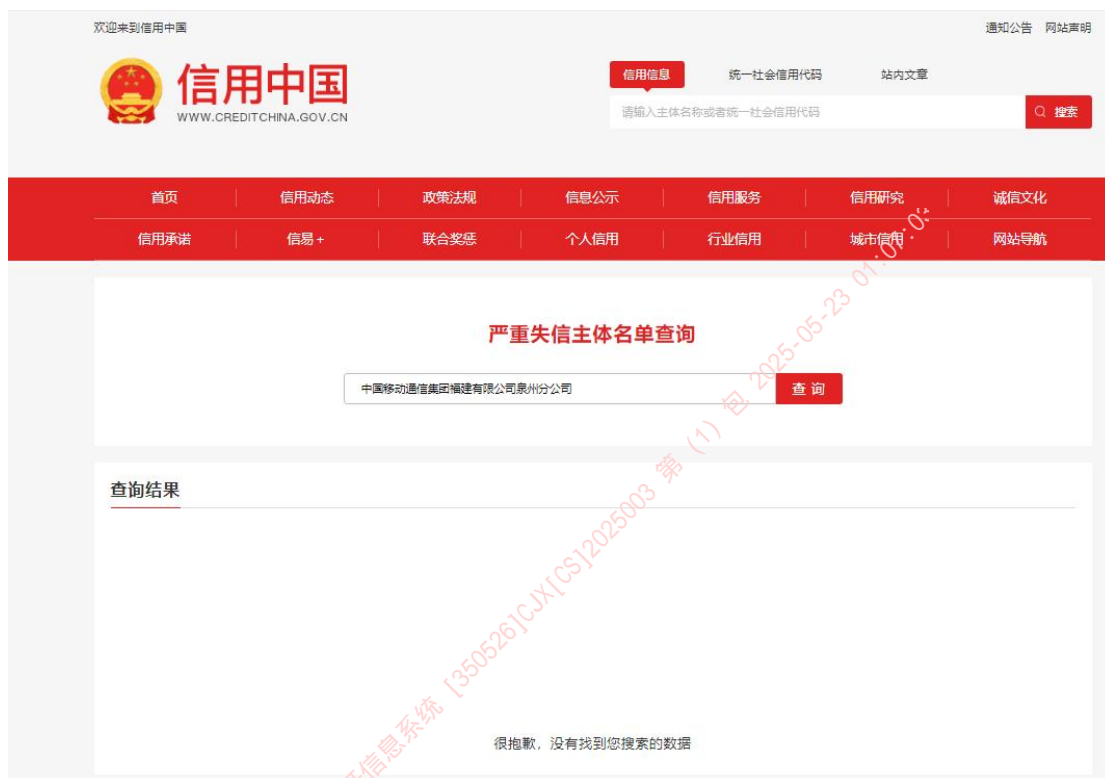 欢迎来到信用中国
通知公告 网站声明
信用中国
WWW.CREDITCHINA.GOV.CN
信用信息 统一社会信用代码 站内文章
请输入主体名称或者统一社会信用代码
搜索
首页 信用动态 政策法规 信息公示 信用服务 信用研究 诚信文化
信用承诺 信易+ 联合奖惩 个人信用 行业信用 城市信用 网站导航
严重失信主体名单查询
中国移动通信集团福建有限公司泉州分公司
查询
查询结果
很抱歉，没有找到您搜索的数据
信息系统 [350526]CJX[CS]2025003 第（1）包 2025-05-23 01:07:0